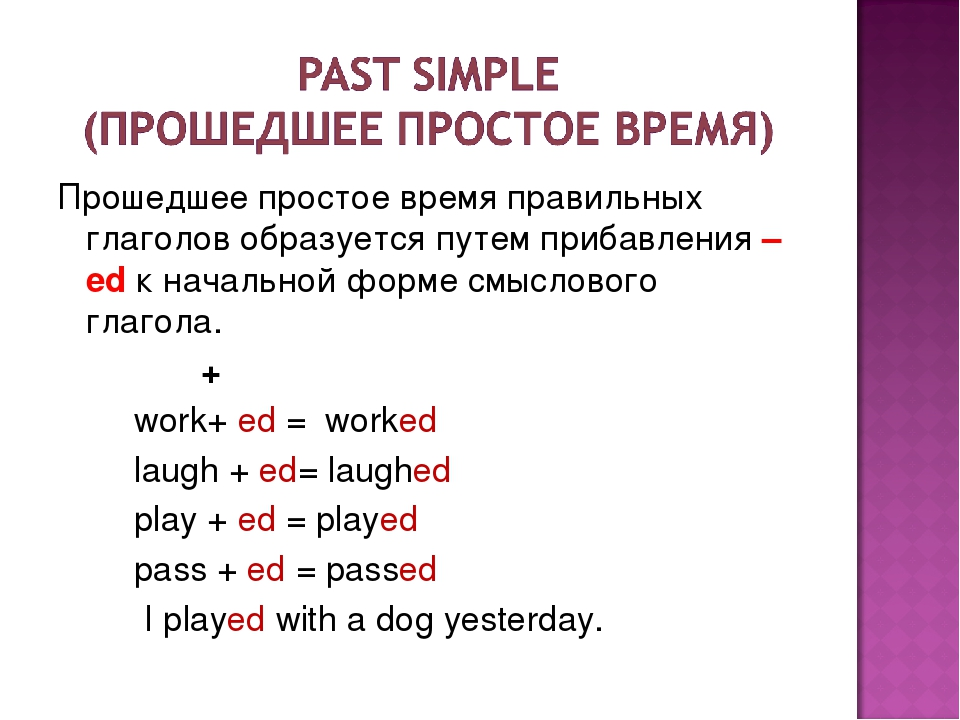 PAST SIMPLE
(ПРОШЕДШЕЕ ПРОСТОЕ ВРЕМЯ)
Прошедшее простое время правильных
глаголов образуется путем прибавления –
ed к начальной форме смыслового
глагола.
+
work+ ed =  worked
laugh + ed= laughed
play + ed = played
pass + ed = passed
I played with a dog yesterday.